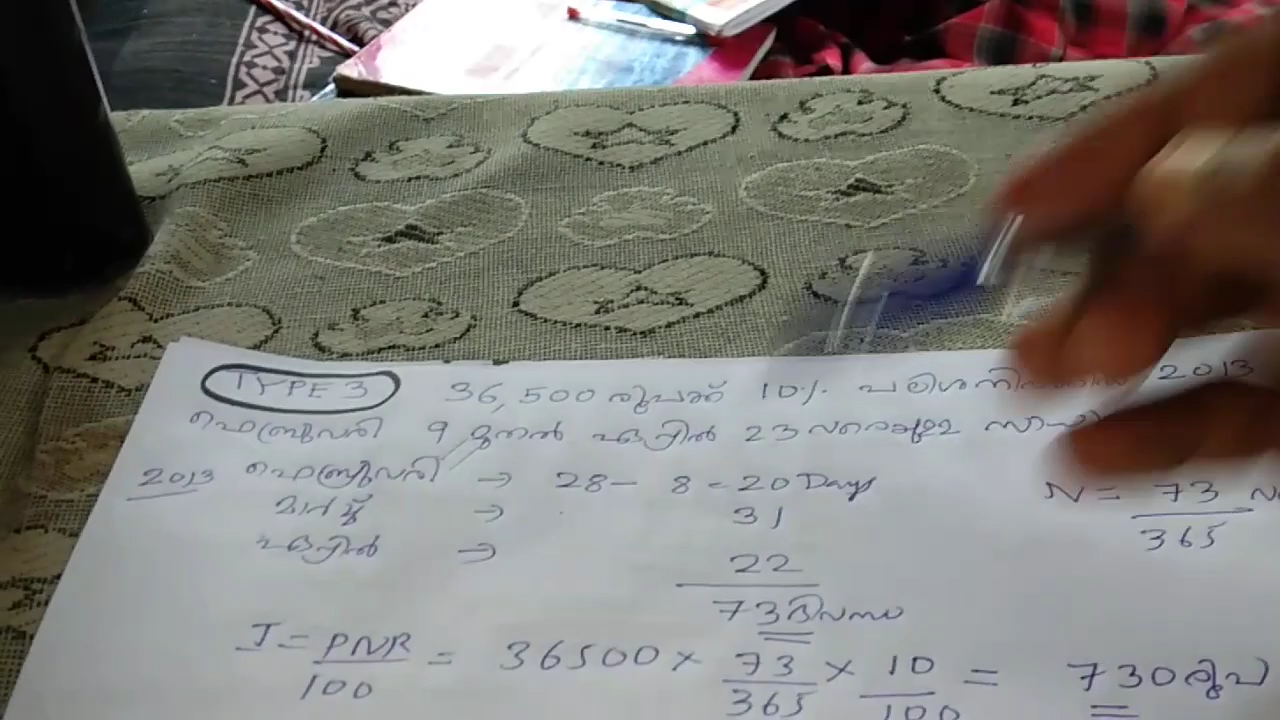 TYPE 3 36,500 രൂപക്ക് 10% 2013
ഫെബ്രുവരി 9 മുതൽ ഏപ്രിൽ 23 വരെയുള്ള
2013 ഫെബ്രുവരി → 28 - 8 = 20 Days
മാർച്ച് → 31
ഏപ്രിൽ → 22
73 ദിവസം
N = 73/365
I = PNR/100 = 36500 × 73/365 × 10/100 = 730 രൂപ